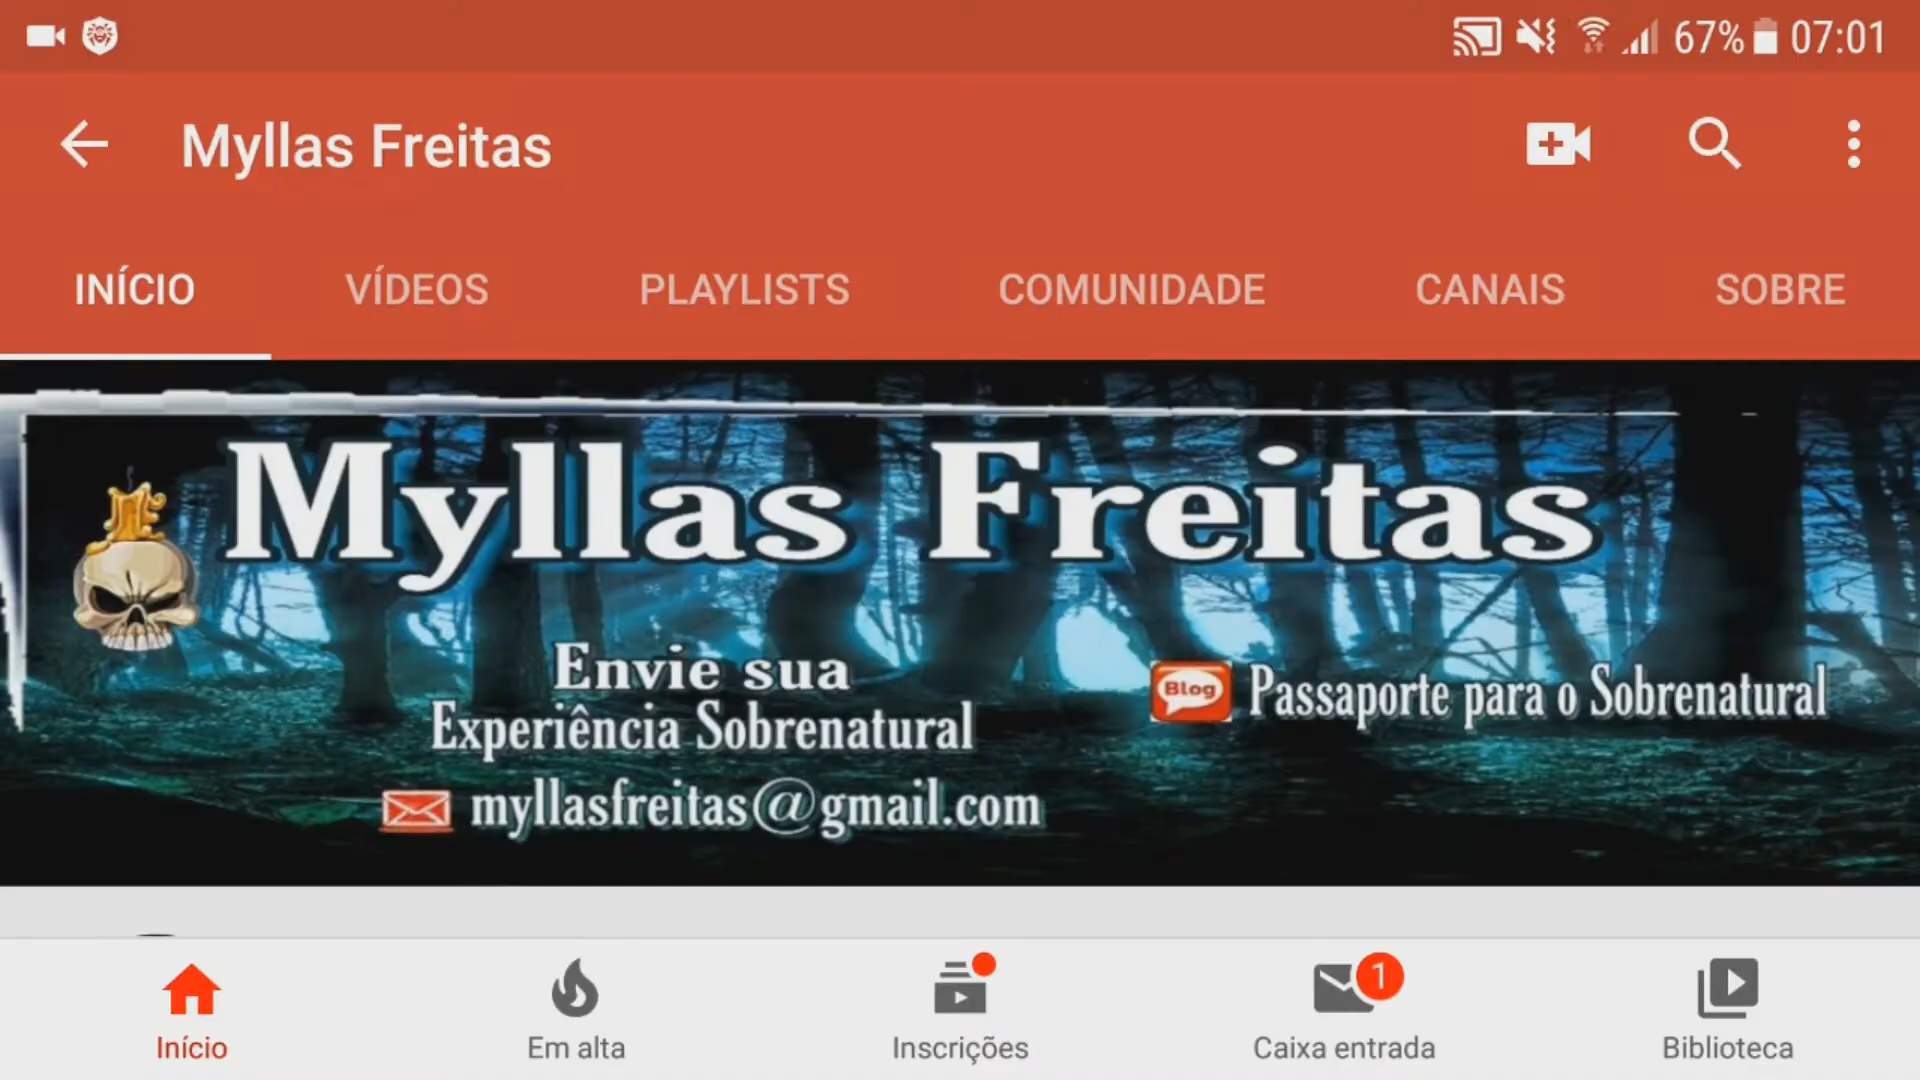 67% 07:01
Myllas Freitas
INÍCIO VÍDEOS PLAYLISTS COMUNIDADE CANAIS SOBRE
Myllas Freitas
Envie sua
Experiência Sobrenatural
myllasfreitas@gmail.com
Blog Passaporte para o Sobrenatural
1
Início Em alta Inscrições Caixa entrada Biblioteca